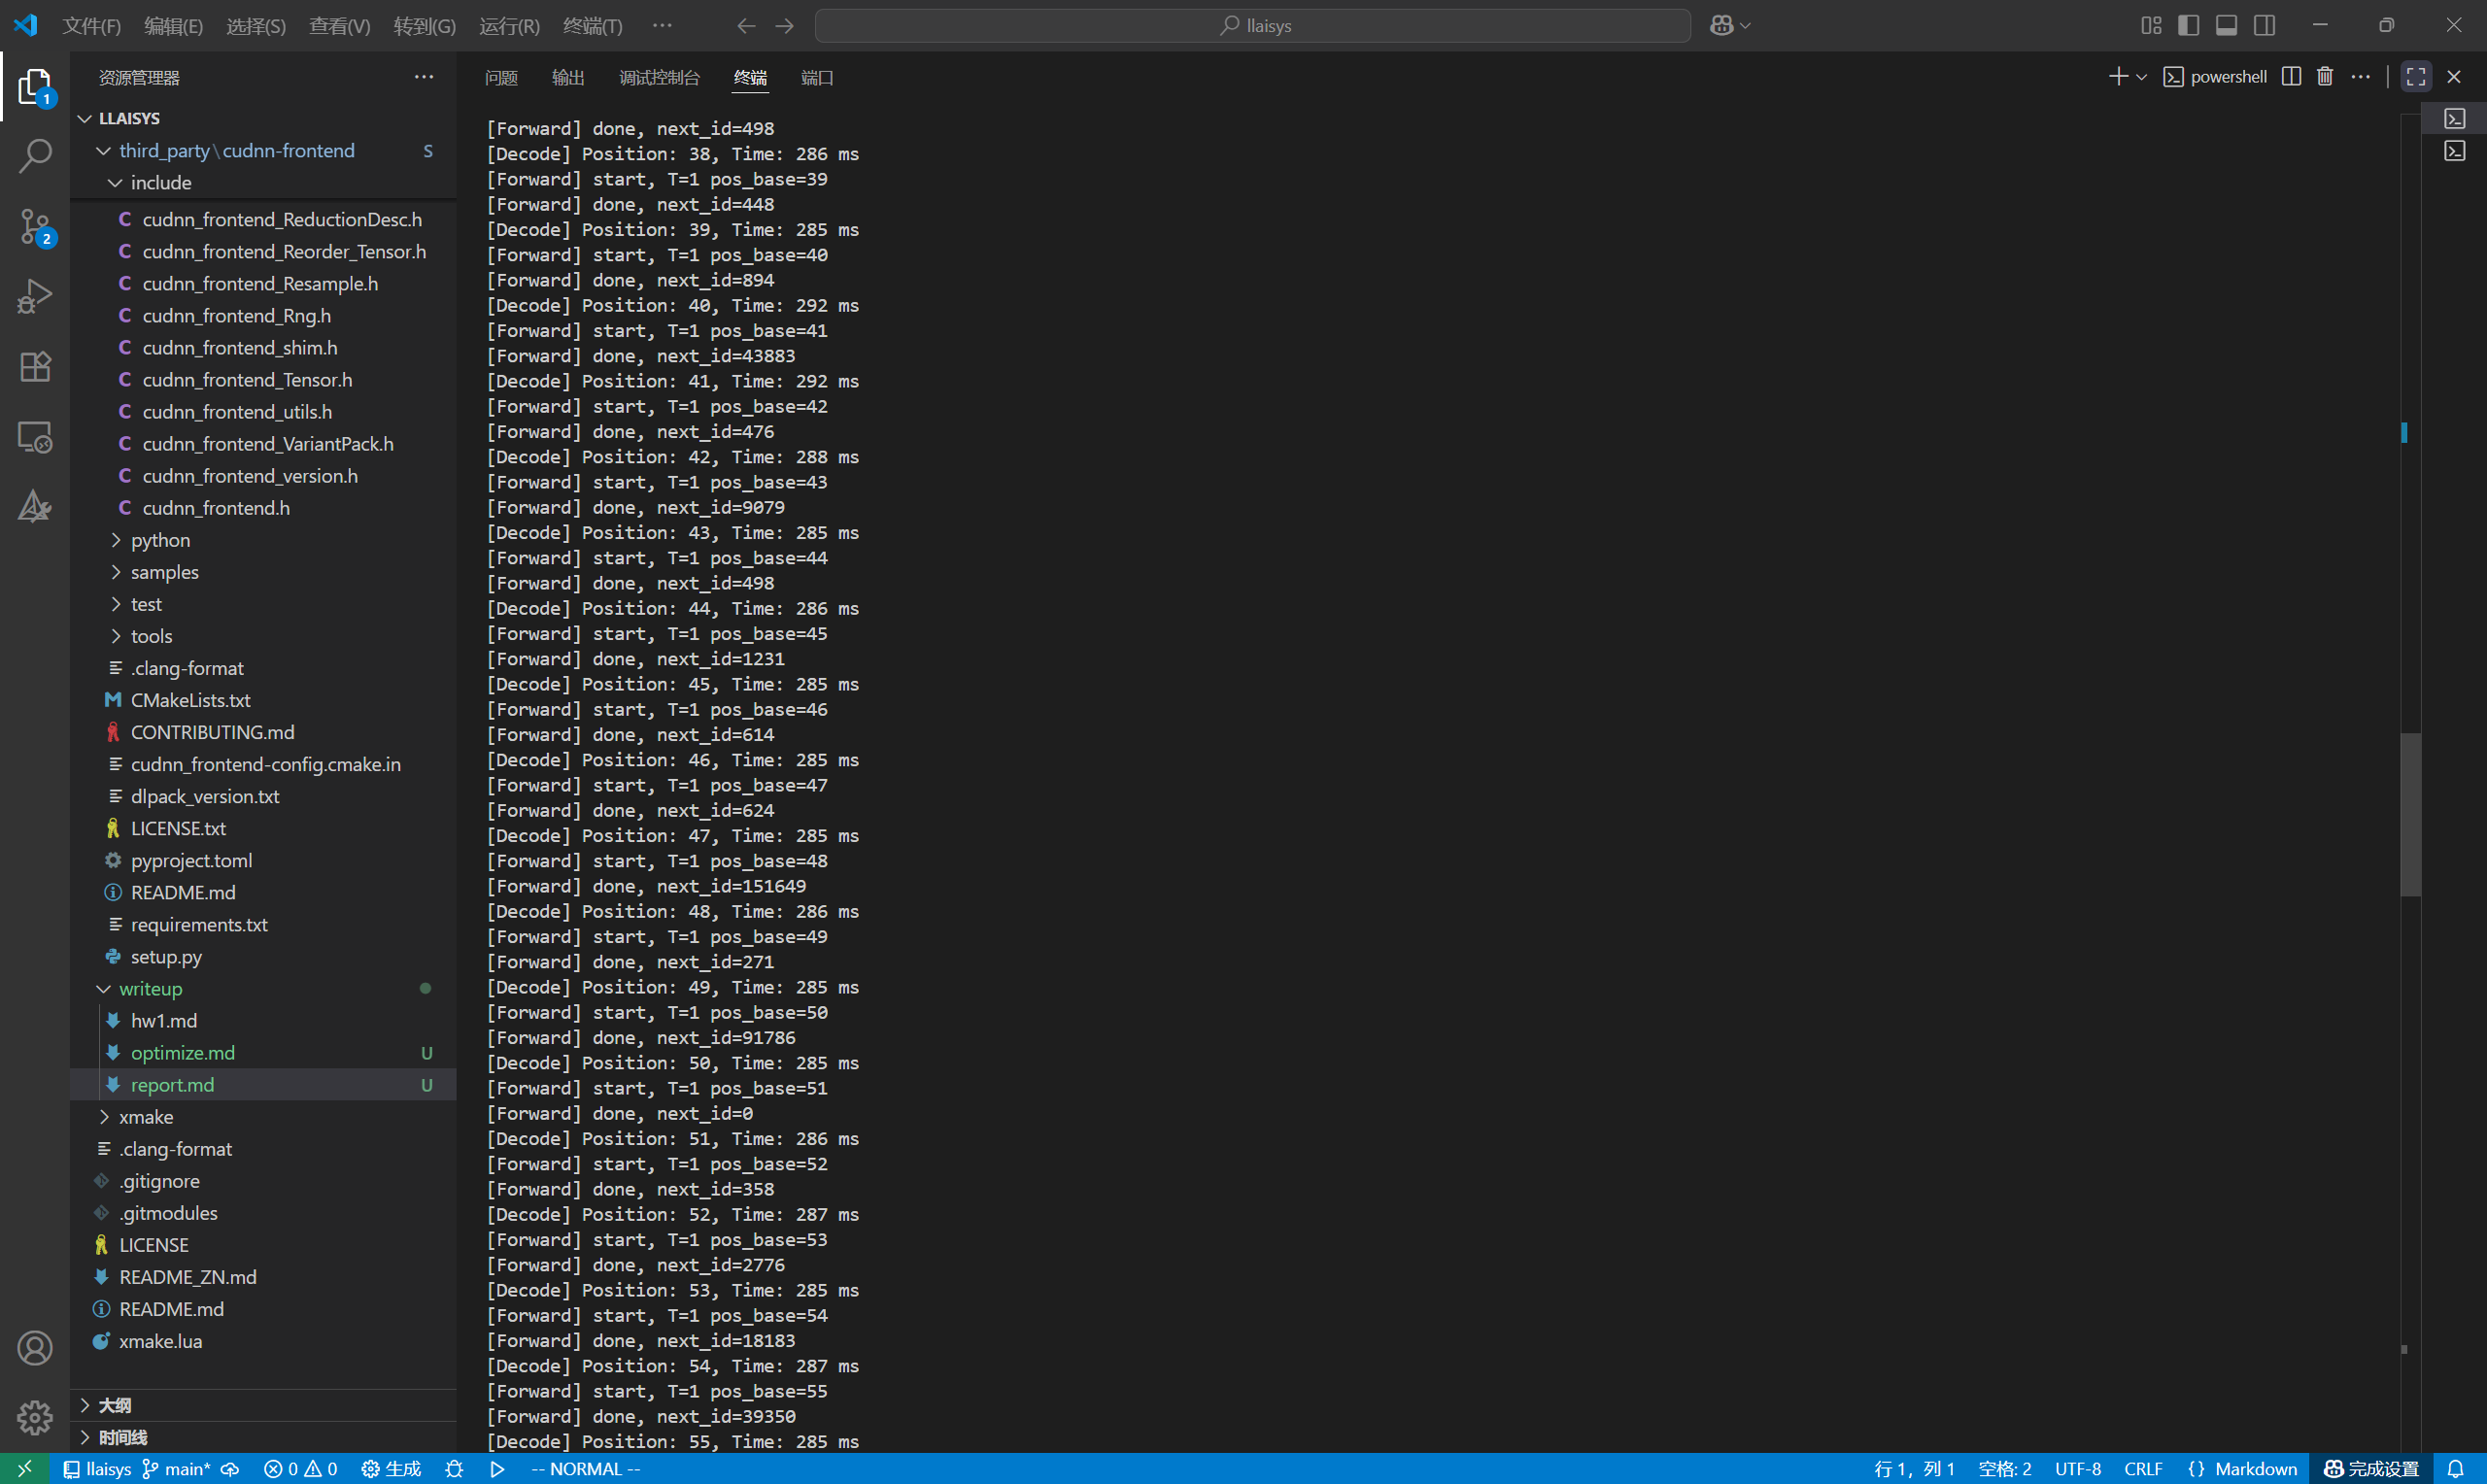 文件(F) 编辑(E) 选择(S) 查看(V) 转到(G) 运行(R) 终端(T) ··· llaisys
资源管理器 ···
LLAISYS
third_party\cudnn-frontend S
include
C cudnn_frontend_ReductionDesc.h
C cudnn_frontend_Reorder_Tensor.h
C cudnn_frontend_Resample.h
C cudnn_frontend_Rng.h
C cudnn_frontend_shim.h
C cudnn_frontend_Tensor.h
C cudnn_frontend_utils.h
C cudnn_frontend_VariantPack.h
C cudnn_frontend_version.h
C cudnn_frontend.h
python
samples
test
tools
.clang-format
CMakeLists.txt
CONTRIBUTING.md
cudnn_frontend-config.cmake.in
dlpack_version.txt
LICENSE.txt
pyproject.toml
README.md
requirements.txt
setup.py
writeup
hw1.md
optimize.md U
report.md U
xmake
.clang-format
.gitignore
.gitmodules
LICENSE
README_ZN.md
README.md
xmake.lua
大纲
时间线
1
2
问题 输出 调试控制台 终端 端口 powershell ···
[Forward] done, next_id=498
[Decode] Position: 38, Time: 286 ms
[Forward] start, T=1 pos_base=39
[Forward] done, next_id=448
[Decode] Position: 39, Time: 285 ms
[Forward] start, T=1 pos_base=40
[Forward] done, next_id=894
[Decode] Position: 40, Time: 292 ms
[Forward] start, T=1 pos_base=41
[Forward] done, next_id=43883
[Decode] Position: 41, Time: 292 ms
[Forward] start, T=1 pos_base=42
[Forward] done, next_id=476
[Decode] Position: 42, Time: 288 ms
[Forward] start, T=1 pos_base=43
[Forward] done, next_id=9079
[Decode] Position: 43, Time: 285 ms
[Forward] start, T=1 pos_base=44
[Forward] done, next_id=498
[Decode] Position: 44, Time: 286 ms
[Forward] start, T=1 pos_base=45
[Forward] done, next_id=1231
[Decode] Position: 45, Time: 285 ms
[Forward] start, T=1 pos_base=46
[Forward] done, next_id=614
[Decode] Position: 46, Time: 285 ms
[Forward] start, T=1 pos_base=47
[Forward] done, next_id=624
[Decode] Position: 47, Time: 285 ms
[Forward] start, T=1 pos_base=48
[Forward] done, next_id=151649
[Decode] Position: 48, Time: 286 ms
[Forward] start, T=1 pos_base=49
[Forward] done, next_id=271
[Decode] Position: 49, Time: 285 ms
[Forward] start, T=1 pos_base=50
[Forward] done, next_id=91786
[Decode] Position: 50, Time: 285 ms
[Forward] start, T=1 pos_base=51
[Forward] done, next_id=0
[Decode] Position: 51, Time: 286 ms
[Forward] start, T=1 pos_base=52
[Forward] done, next_id=358
[Decode] Position: 52, Time: 287 ms
[Forward] start, T=1 pos_base=53
[Forward] done, next_id=2776
[Decode] Position: 53, Time: 285 ms
[Forward] start, T=1 pos_base=54
[Forward] done, next_id=18183
[Decode] Position: 54, Time: 287 ms
[Forward] start, T=1 pos_base=55
[Forward] done, next_id=39350
[Decode] Position: 55, Time: 285 ms
llaisys main* 0 0 生成 -- NORMAL -- 行 1，列 1 空格: 2 UTF-8 CRLF {} Markdown 完成设置